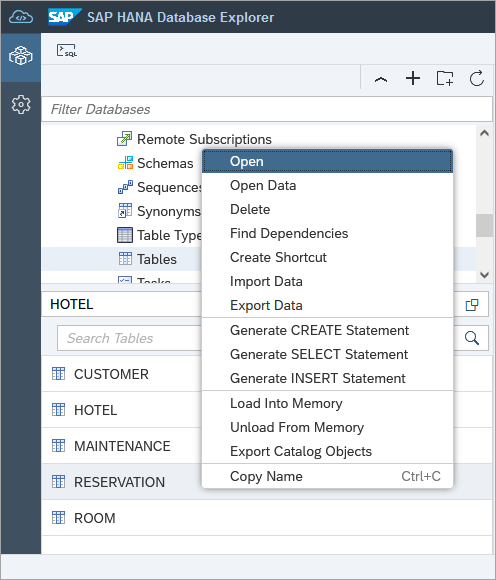 SAP SAP HANA Database Explorer
SQL
Filter Databases
Remote Subscriptions
Schemas
Sequences
Synonyms
Table Type
Tables
Tasks
HOTEL
Search Tables
CUSTOMER
HOTEL
MAINTENANCE
RESERVATION
ROOM
Open
Open Data
Delete
Find Dependencies
Create Shortcut
Import Data
Export Data
Generate CREATE Statement
Generate SELECT Statement
Generate INSERT Statement
Load Into Memory
Unload From Memory
Export Catalog Objects
Copy Name Ctrl+C